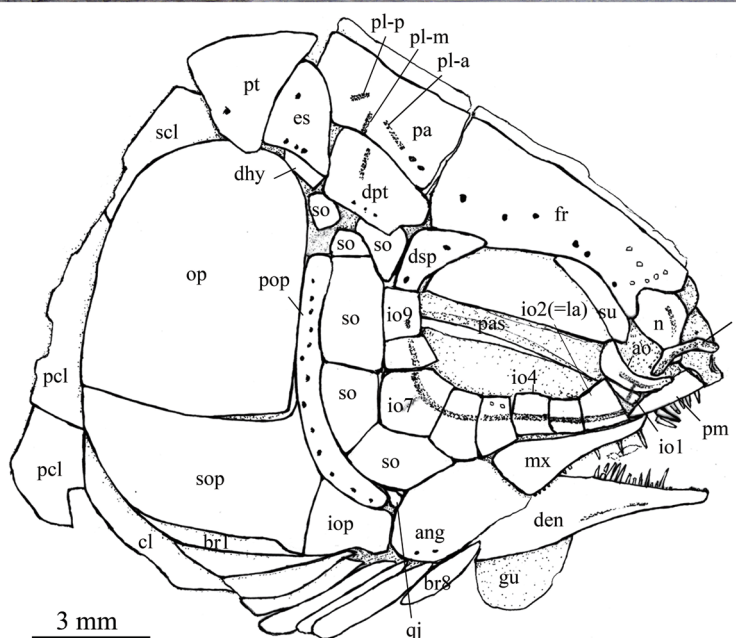 pl-p
pl-m
pl-a
pt
es
pa
scl
dhy
dpt
so
fr
so
so
dsp
op
pop
io9
io2(=la)
su
n
so
pas
ao
pcl
io4
so
io7
pm
io1
pcl
sop
so
mx
iop
ang
den
cl
br1
br8
gu
3 mm
qj